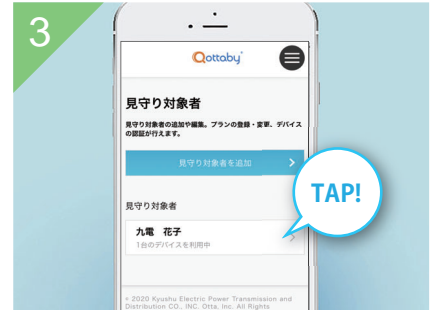 3
Qottaby
見守り対象者
見守り対象者の追加や編集。プランの登録・変更、デバイス
の認証が行えます。
見守り対象者を追加
TAP!
見守り対象者
九電 花子
1台のデバイスを利用中
© 2020 Kyushu Electric Power Transmission and
Distribution CO., INC. Otta. Inc. All Rights